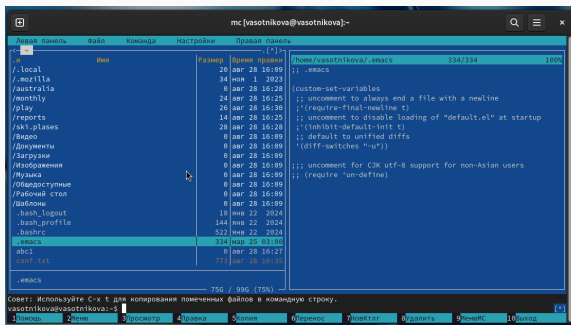 mc [vasotnikova@vasotnikova]:~
Левая панель Файл Команда Настройки Правая панель
.[^]>
.и Имя Размер Время правки
/.local 20 авг 28 16:09
/.mozilla 34 ноя 1 2023
/australia 0 авг 28 16:28
/monthly 24 авг 28 16:25
/play 26 авг 28 16:30
/reports 14 авг 28 16:25
/ski.plases 28 авг 28 16:28
/Видео 0 авг 28 16:09
/Документы 0 авг 28 16:09
/Загрузки 0 авг 28 16:09
/Изображения 0 авг 28 16:09
/Музыка 0 авг 28 16:09
/Общедоступные 0 авг 28 16:09
/Рабочий стол 0 авг 28 16:09
/Шаблоны 0 авг 28 16:09
.bash_logout 18 янв 22 2024
.bash_profile 144 янв 22 2024
.bashrc 522 янв 22 2024
.emacs 334 мар 25 03:00
abc1 0 авг 28 16:27
conf.txt 773 авг 28 16:35
.emacs
75G / 99G (75%)
/home/vasotnikova/.emacs 334/334 100%
;; .emacs
(custom-set-variables
;; uncomment to always end a file with a newline
;'(require-final-newline t)
;; uncomment to disable loading of "default.el" at startup
;'(inhibit-default-init t)
;; default to unified diffs
'(diff-switches "-u"))
;;; uncomment for CJK utf-8 support for non-Asian users
;; (require 'un-define)
Совет: Используйте C-x t для копирования помеченных файлов в командную строку.
vasotnikova@vasotnikova:~$ [^]
1Помощь 2Меню 3Просмотр 4Правка 5Копия 6Перенос 7НовКтлг 8Удалить 9МенюMC 10Выход